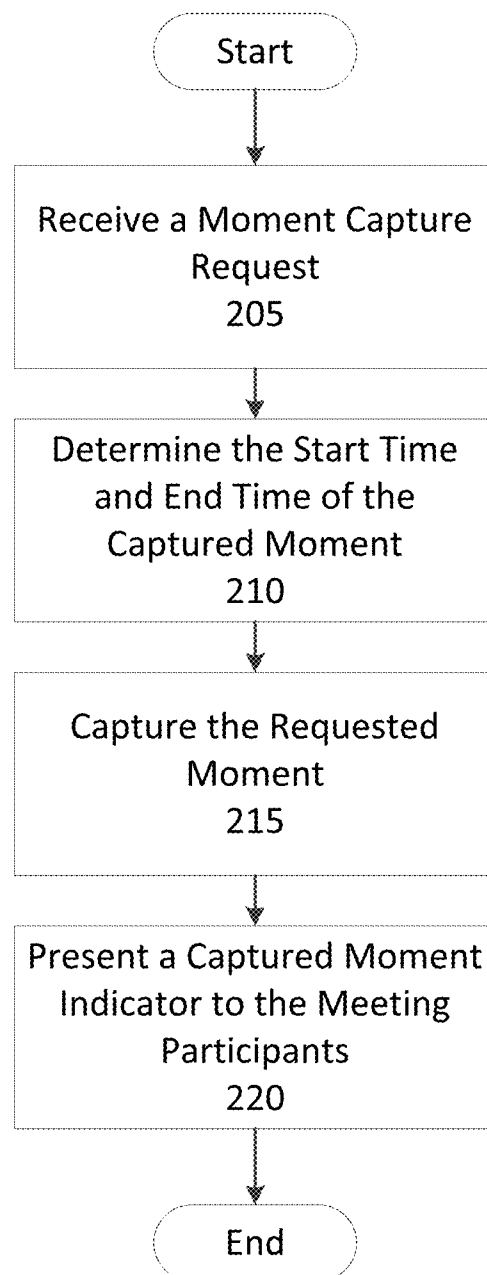 Start
Receive a Moment Capture
Request
205
Determine the Start Time
and End Time of the
Captured Moment
210
Capture the Requested
Moment
215
Present a Captured Moment
Indicator to the Meeting
Participants
220
End